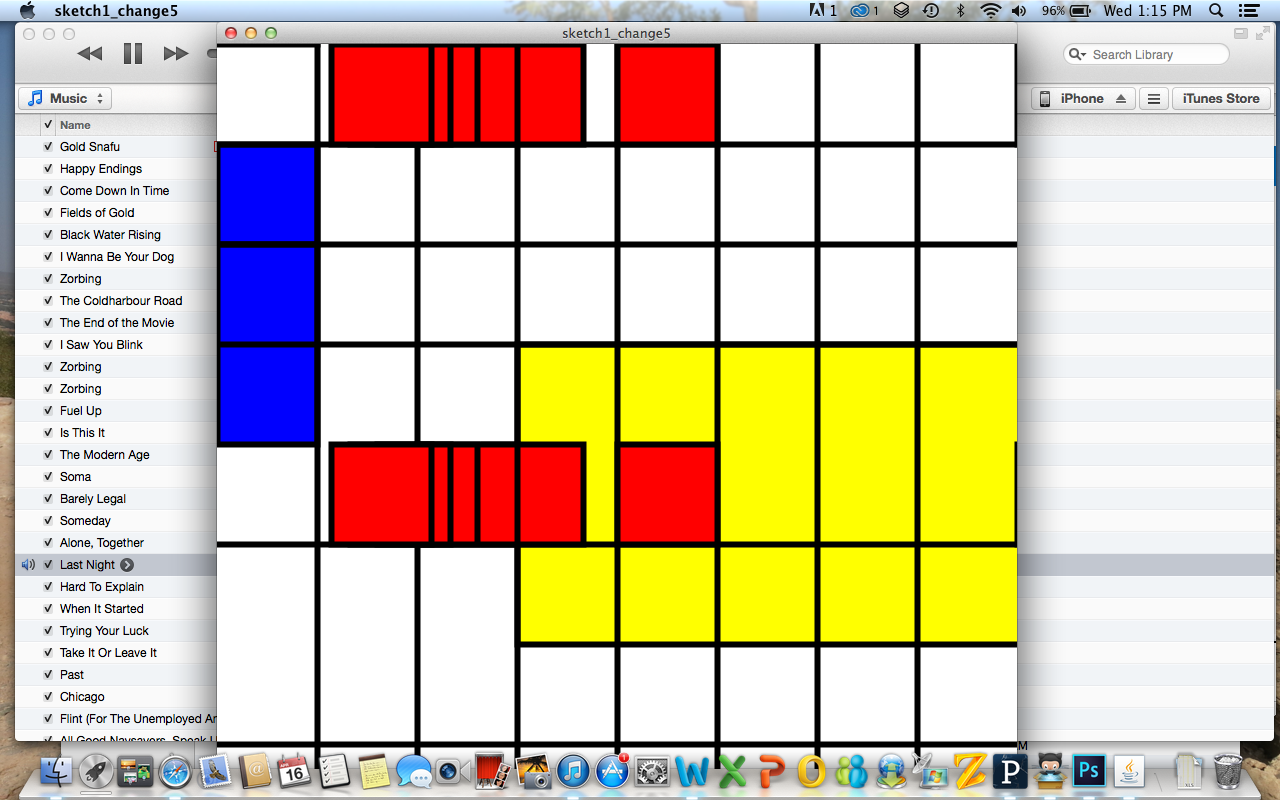 sketch1_change5
1
1
96%
Wed 1:15 PM
sketch1_change5
Search Library
Music
iPhone
iTunes Store
Name
Gold Snafu
Happy Endings
Come Down In Time
Fields of Gold
Black Water Rising
I Wanna Be Your Dog
Zorbing
The Coldharbour Road
The End of the Movie
I Saw You Blink
Zorbing
Zorbing
Fuel Up
Is This It
The Modern Age
Soma
Barely Legal
Someday
Alone, Together
Last Night
Hard To Explain
When It Started
Trying Your Luck
Take It Or Leave It
Past
Chicago
Flint (For The Unemployed
All Good Naysayers, Speak
M
APR
16
1
W
X
P
O
Z
P
Ps
XLS